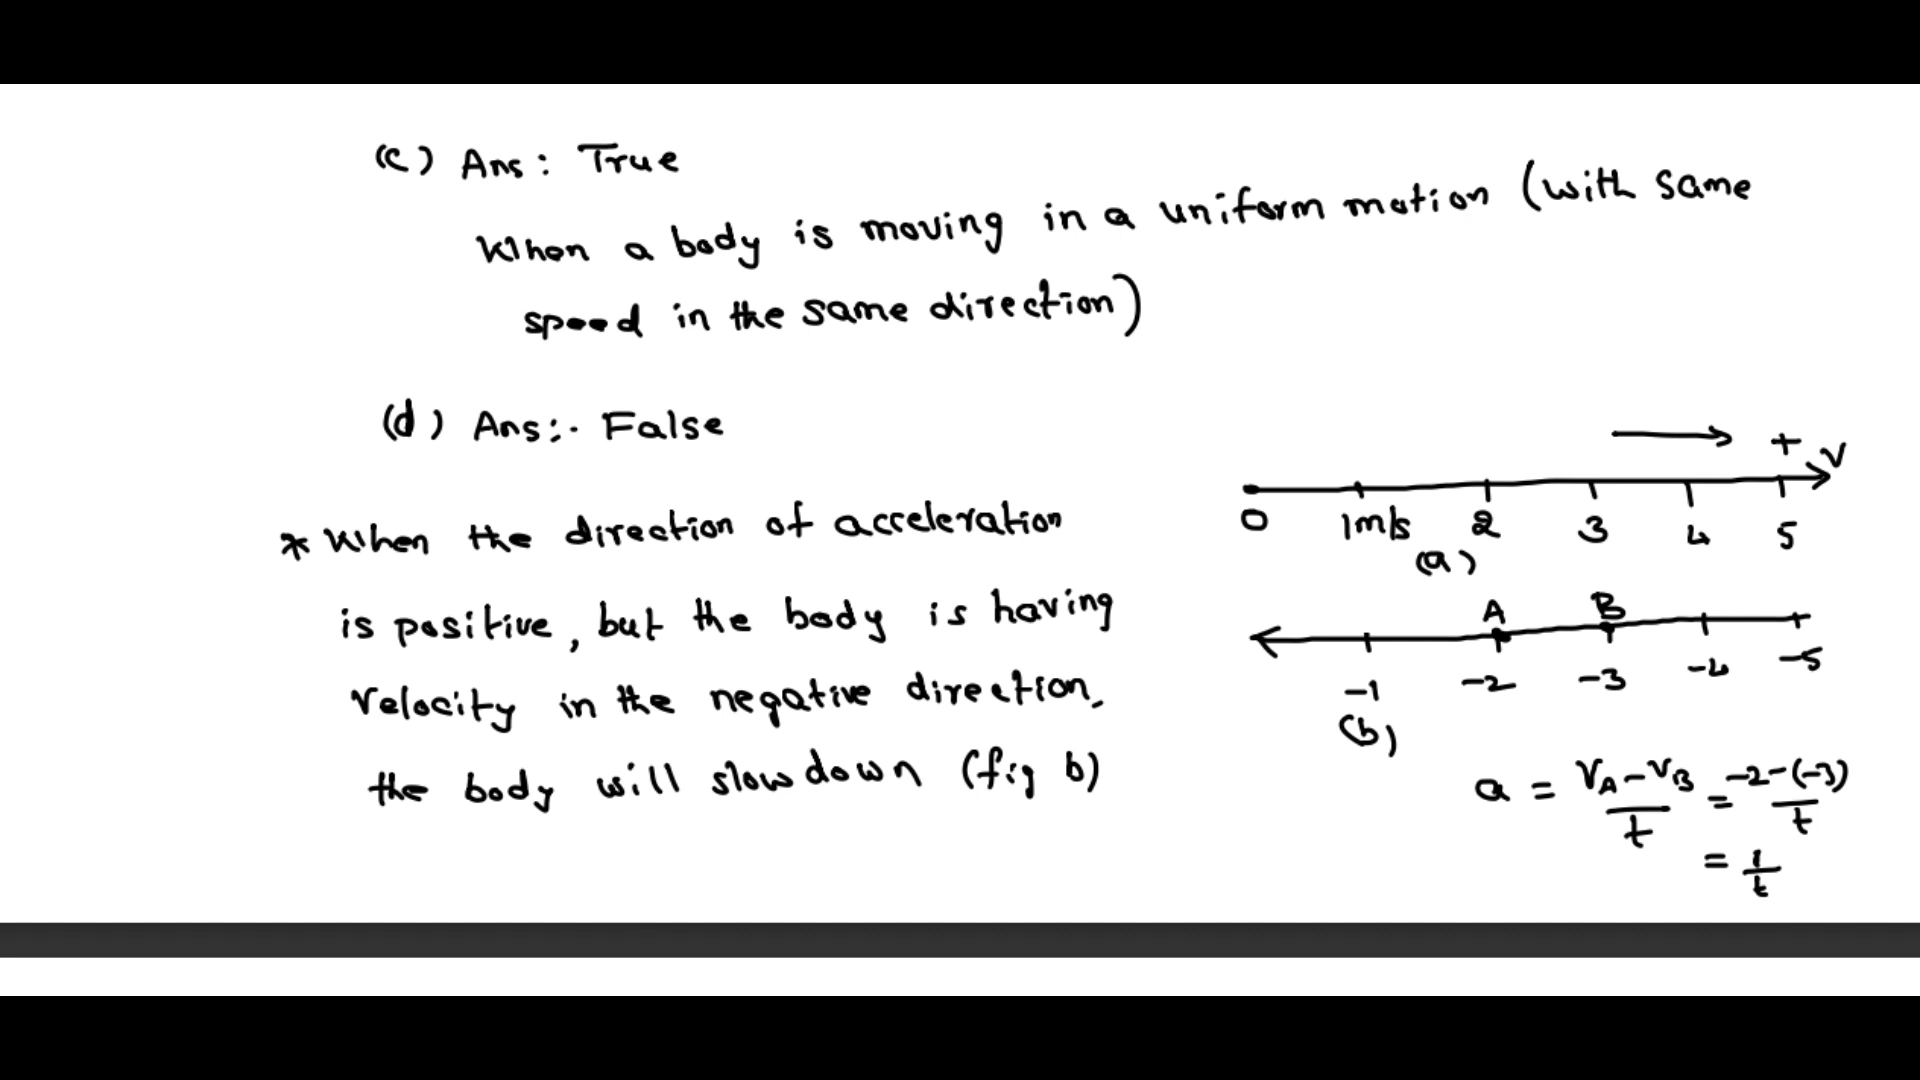 (c) Ans: True
When a body is moving in a uniform motion (with same
speed in the same direction)
(d) Ans:- False
* When the direction of acceleration
is positive, but the body is having
velocity in the negative direction,
the body will slow down (fig b)
+ V
0 1m/s 2 3 4 5
(a)
A B
-1 -2 -3 -4 -5
(b)
a = VA-VB/t = -2-(-3)/t
= 1/t